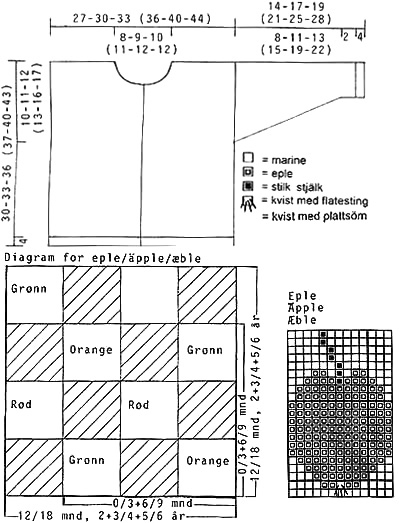 27-30-33 (36-40-44)
14-17-19
(21-25-28)
8-9-10
(11-12-12)
8-11-13
(15-19-22)
2
4
10-11-12
(13-16-17)
30-33-36 (37-40-43)
4
= marine
= eple
= stilk stjälk
= kvist med flatesting
= kvist med plattsöm
Diagram for eple/äpple/æble
Grønn
Orange
Grønn
Rød
Rød
Grønn
Orange
0/3+6/9 mnd
12/18 mnd, 2+3/4+5/6 år
0/3+6/9 mnd
12/18 mnd, 2+3/4+5/6 år
Eple
Äpple
Æble